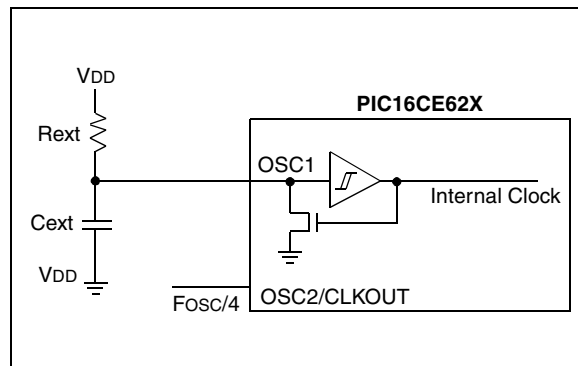 VDD
PIC16CE62X
Rext
OSC1
Internal Clock
Cext
VDD
FOSC/4
OSC2/CLKOUT